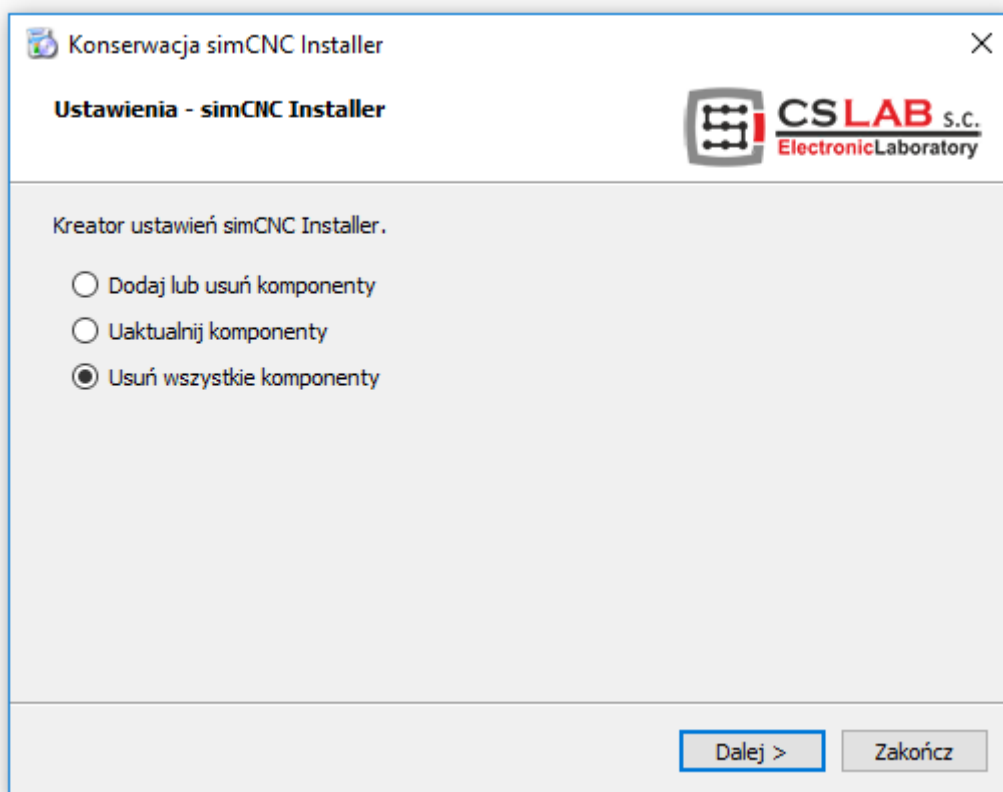 Konserwacja simCNC Installer
Ustawienia - simCNC Installer
CSLAB s.c.
ElectronicLaboratory
Kreator ustawień simCNC Installer.
Dodaj lub usuń komponenty
Uaktualnij komponenty
Usuń wszystkie komponenty
Dalej >
Zakończ